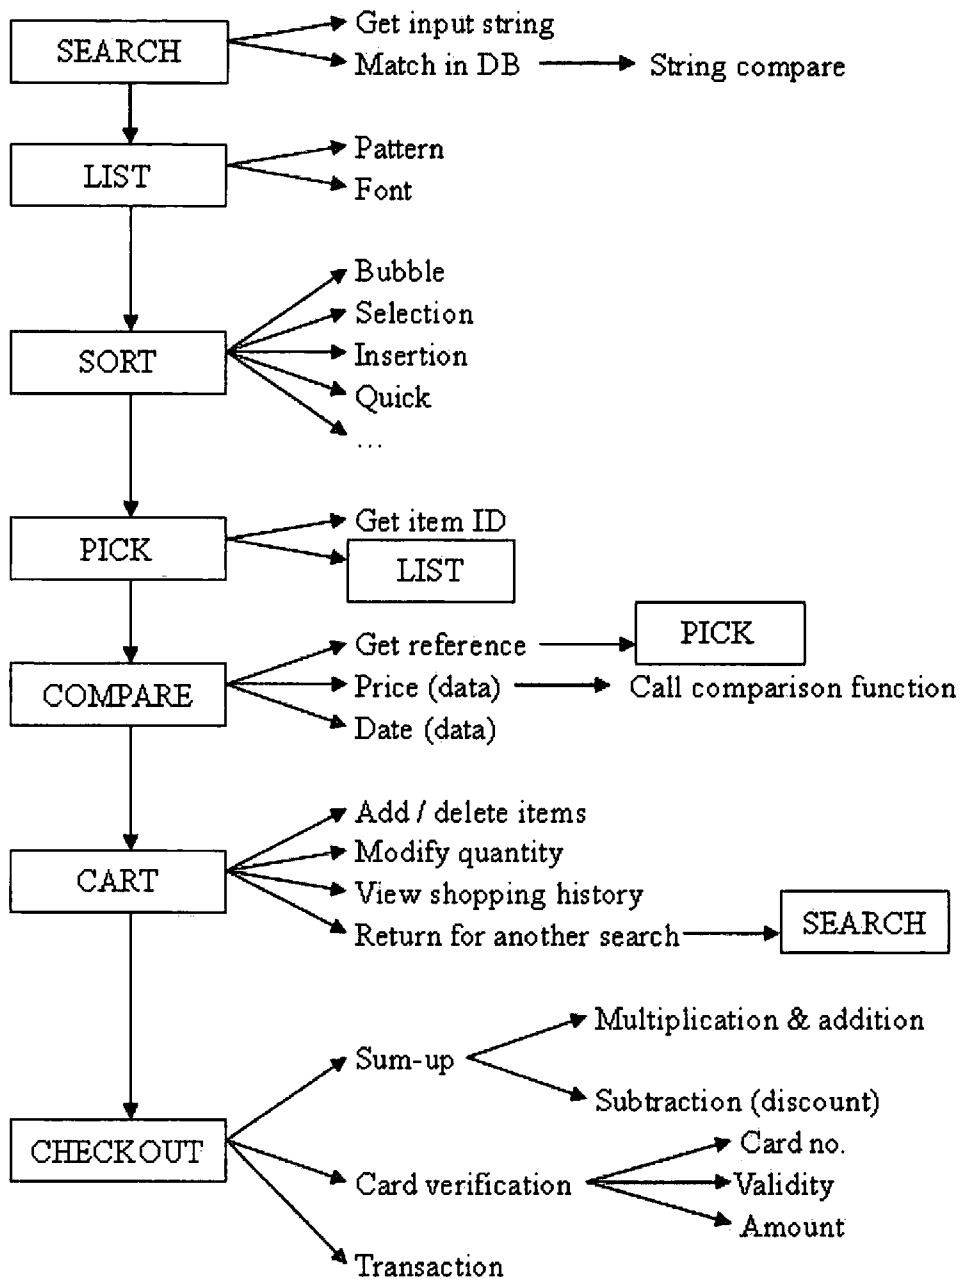 SEARCH
Get input string
Match in DB
String compare
LIST
Pattern
Font
SORT
Bubble
Selection
Insertion
Quick
...
PICK
Get item ID
LIST
COMPARE
Get reference
PICK
Price (data)
Call comparison function
Date (data)
CART
Add / delete items
Modify quantity
View shopping history
Return for another search
SEARCH
CHECKOUT
Sum-up
Multiplication & addition
Subtraction (discount)
Card verification
Card no.
Validity
Amount
Transaction